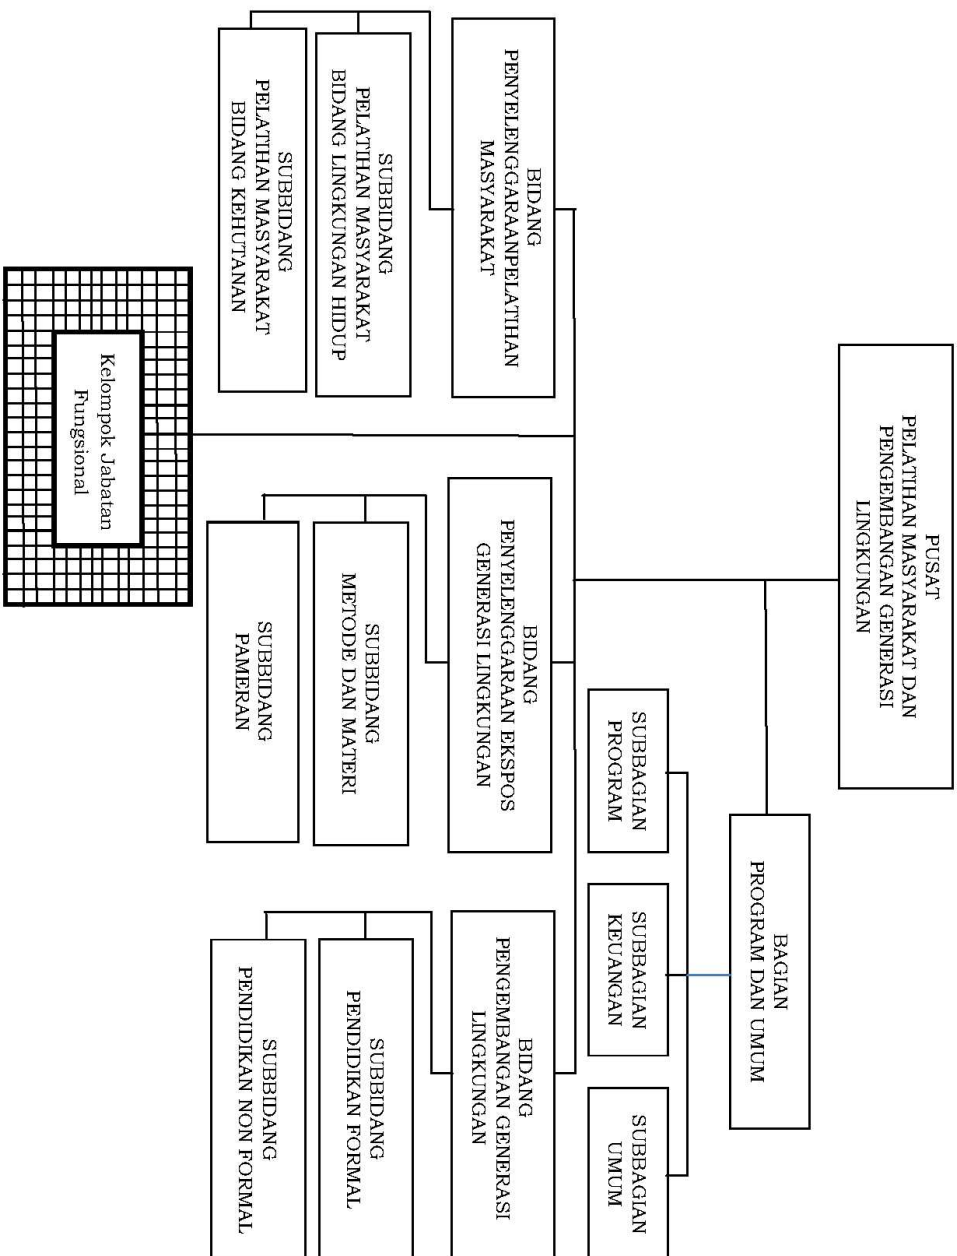 PUSAT
PELATIHAN MASYARAKAT DAN
PENGEMBANGAN GENERASI
LINGKUNGAN
BAGIAN
PROGRAM DAN UMUM
SUBBAGIAN
PROGRAM
SUBBAGIAN
KEUANGAN
SUBBAGIAN
UMUM
BIDANG
PENYELENGGARAANPELATIHAN
MASYARAKAT
BIDANG
PENYELENGGARAAN EKSPOS
GENERASI LINGKUNGAN
BIDANG
PENGEMBANGAN GENERASI
LINGKUNGAN
SUBBIDANG
PELATIHAN MASYARAKAT
BIDANG LINGKUNGAN HIDUP
SUBBIDANG
METODE DAN MATERI
SUBBIDANG
PENDIDIKAN FORMAL
SUBBIDANG
PELATIHAN MASYARAKAT
BIDANG KEHUTANAN
SUBBIDANG
PAMERAN
SUBBIDANG
PENDIDIKAN NON FORMAL
Kelompok Jabatan
Fungsional